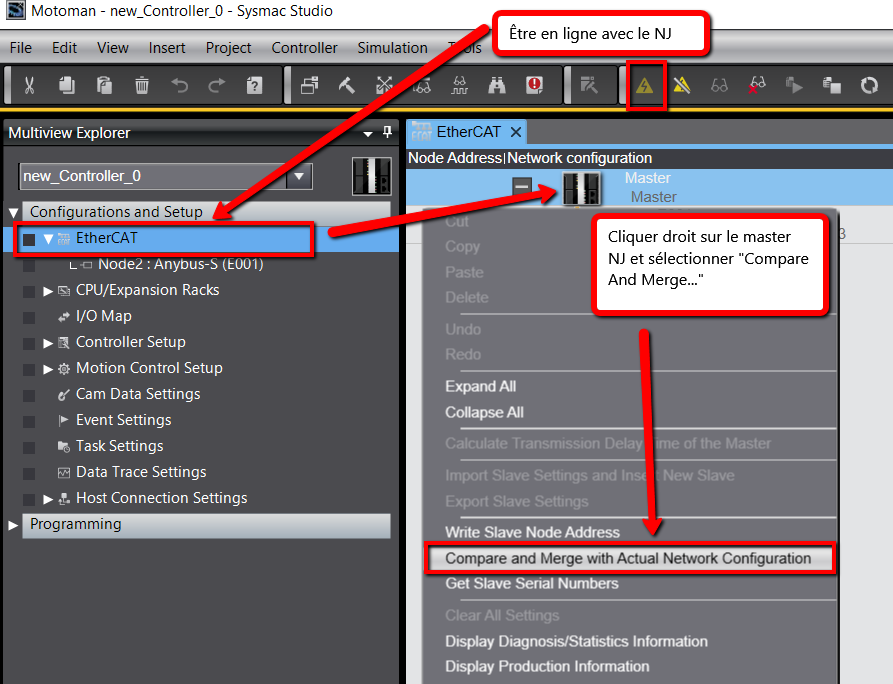 Motoman - new_Controller_0 - Sysmac Studio
File Edit View Insert Project Controller Simulation Tools
Être en ligne avec le NJ
Multiview Explorer
EtherCAT
new_Controller_0
Node Address|Network configuration
Master
Master
Configurations and Setup
EtherCAT
Node2 : Anybus-S (E001)
CPU/Expansion Racks
I/O Map
Controller Setup
Motion Control Setup
Cam Data Settings
Event Settings
Task Settings
Data Trace Settings
Host Connection Settings
Programming
Cliquer droit sur le master
NJ et sélectionner "Compare
And Merge..."
3
Cut
Copy
Paste
Delete
Undo
Redo
Expand All
Collapse All
Calculate Transmission Delay Time of the Master
Import Slave Settings and Insert New Slave
Export Slave Settings
Write Slave Node Address
Compare and Merge with Actual Network Configuration
Get Slave Serial Numbers
Clear All Settings
Display Diagnosis/Statistics Information
Display Production Information